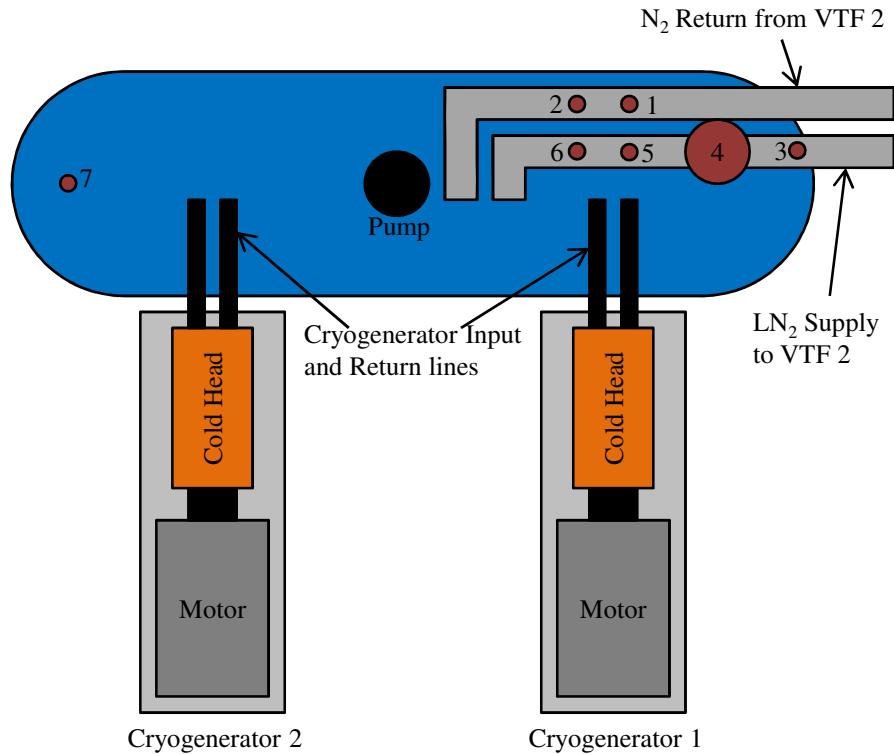 N₂ Return from VTF 2
2
1
6
5
4
3
7
Pump
Cryogenerator Input
and Return lines
LN₂ Supply
to VTF 2
Cold Head
Cold Head
Motor
Motor
Cryogenerator 2
Cryogenerator 1